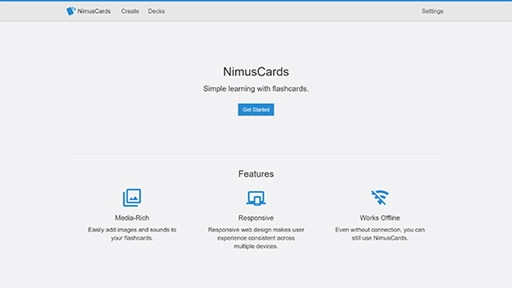 NimusCards Create Decks Settings
NimusCards
Simple learning with flashcards.
Get Started
Features
Media-Rich
Easily add images and sounds to
your flashcards.
Responsive
Responsive web design makes user
experience consistent across
multiple devices.
Works Offline
Even without connection, you can
still use NimusCards.